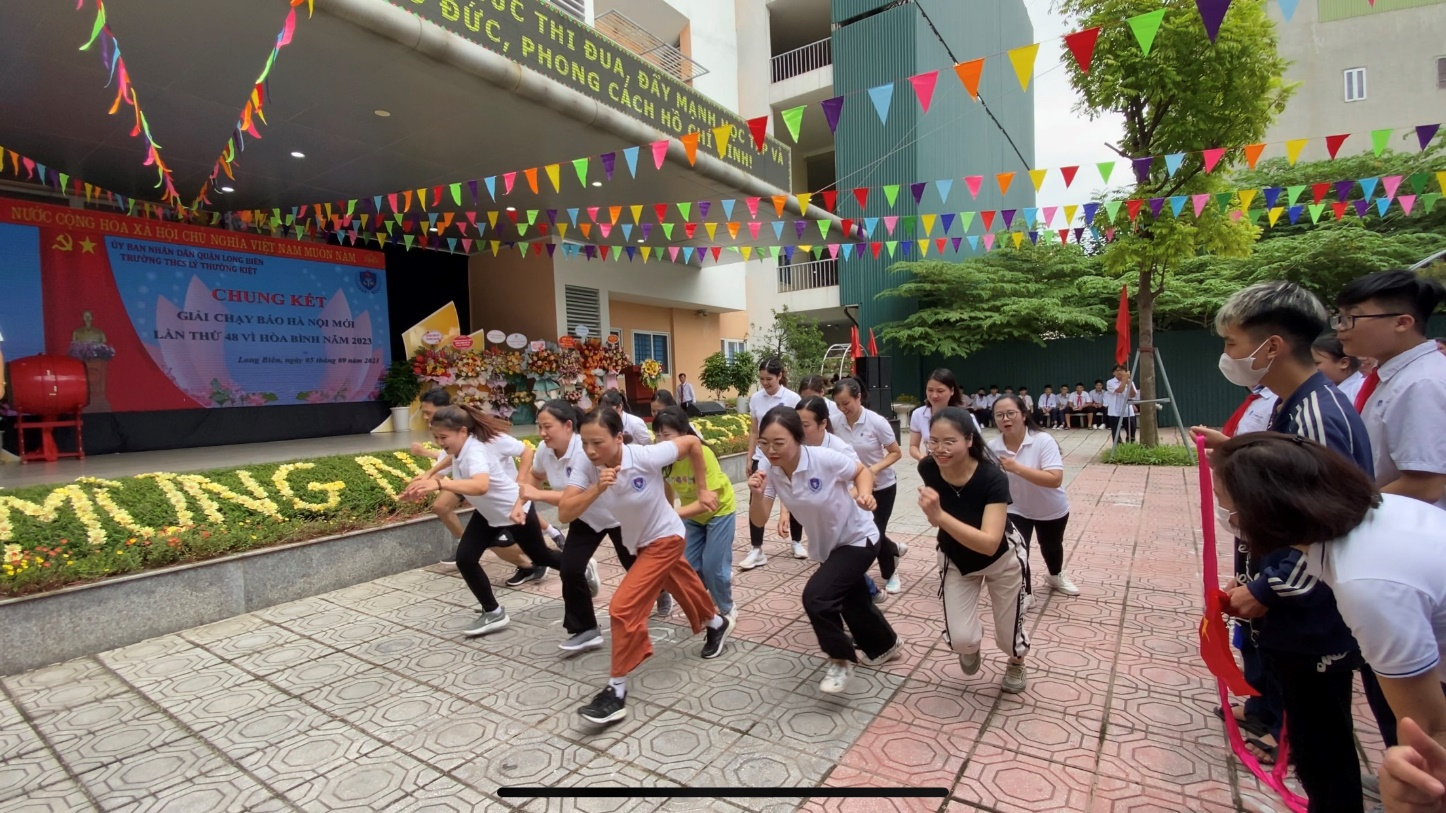 ỤC THI ĐUA, ĐẨY MẠNH HỌC TẬP VÀ
ĐỨC, PHONG CÁCH HỒ CHÍ MINH!
NƯỚC CỘNG HÒA XÃ HỘI CHỦ NGHĨA VIỆT NAM MUÔN NĂM
ỦY BAN NHÂN DÂN QUẬN LONG BIÊN
TRƯỜNG THCS LÝ THƯỜNG KIỆT
CHUNG KẾT
GIẢI CHẠY BÁO HÀ NỘI MỚI
LẦN THỨ 48 VÌ HÒA BÌNH NĂM 2023
Long Biên, ngày 05 tháng 09 năm 2023
MỪNG N